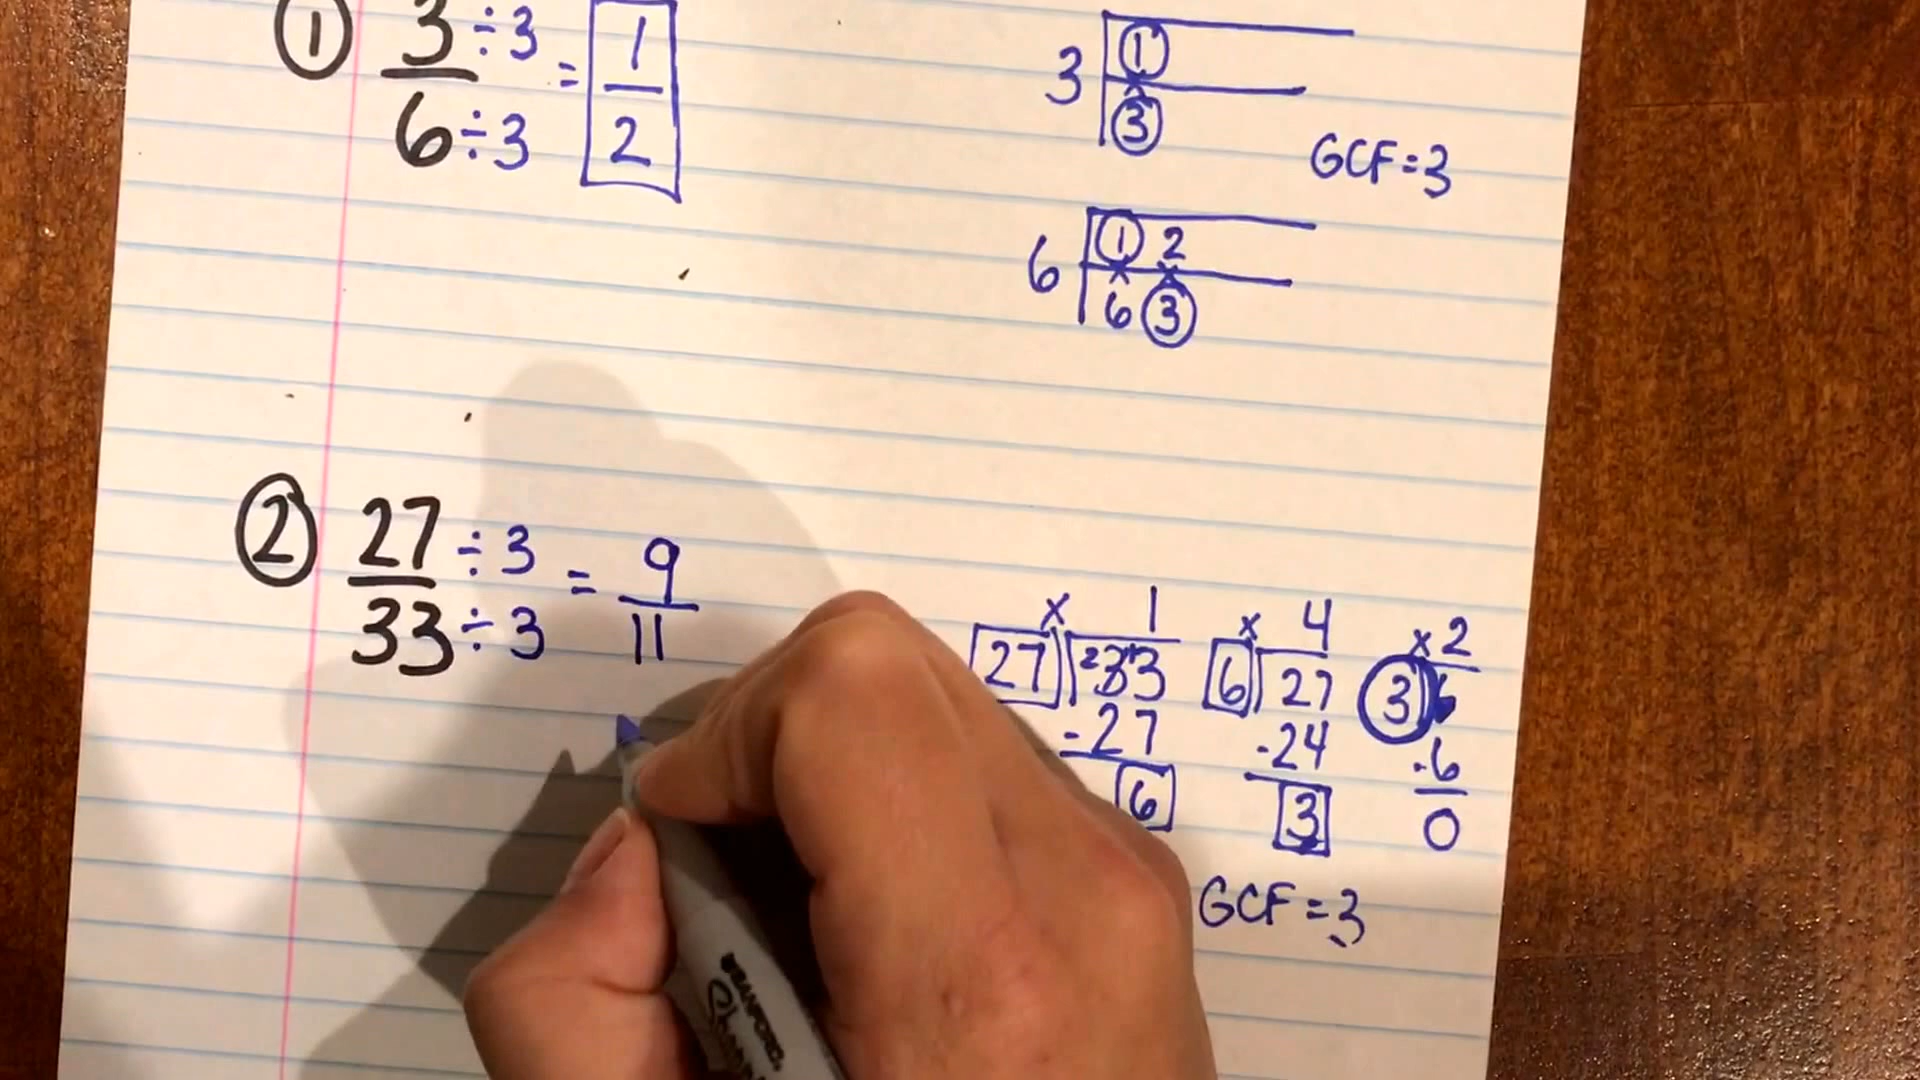 ① 3 ÷3 = 1
6 ÷3 2
3 1
3
GCF=3
6 1 2
6 3
② 27 ÷ 3 = 9
33 ÷ 3 11
x 1
27 33
-27
6
x 4
6 27
-24
3
x 2
3 6
-6
0
GCF=3
SANFORD